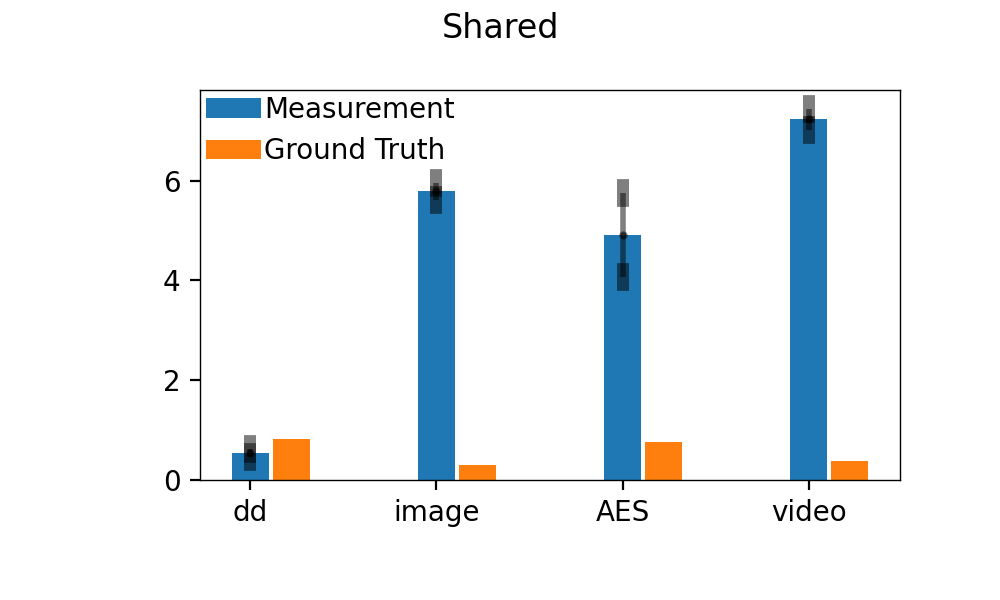 Shared
Measurement
Ground Truth
6
4
2
0
dd image AES video